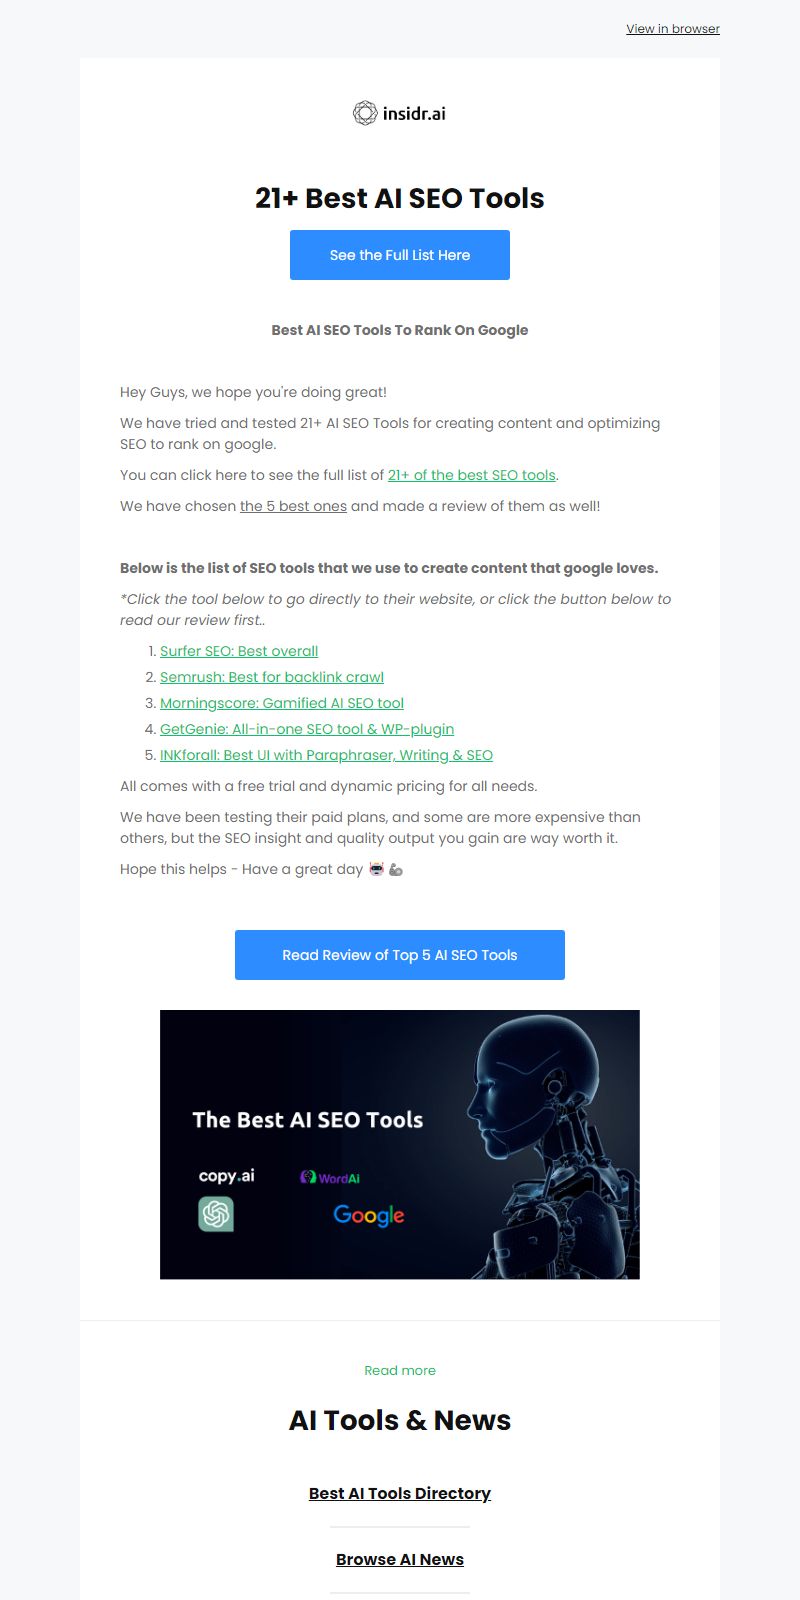 View in browser
insidr.ai
21+ Best AI SEO Tools
See the Full List Here
Best AI SEO Tools To Rank On Google
Hey Guys, we hope you're doing great!
We have tried and tested 21+ AI SEO Tools for creating content and optimizing
SEO to rank on google.
You can click here to see the full list of 21+ of the best SEO tools.
We have chosen the 5 best ones and made a review of them as well!
Below is the list of SEO tools that we use to create content that google loves.
*Click the tool below to go directly to their website, or click the button below to
read our review first..
1. Surfer SEO: Best overall
2. Semrush: Best for backlink crawl
3. Morningscore: Gamified AI SEO tool
4. GetGenie: All-in-one SEO tool & WP-plugin
5. INKforall: Best UI with Paraphraser, Writing & SEO
All comes with a free trial and dynamic pricing for all needs.
We have been testing their paid plans, and some are more expensive than
others, but the SEO insight and quality output you gain are way worth it.
Hope this helps - Have a great day 🤖 🦾
Read Review of Top 5 AI SEO Tools
The Best AI SEO Tools
copy.ai
WordAi
Google
Read more
AI Tools & News
Best AI Tools Directory
Browse AI News